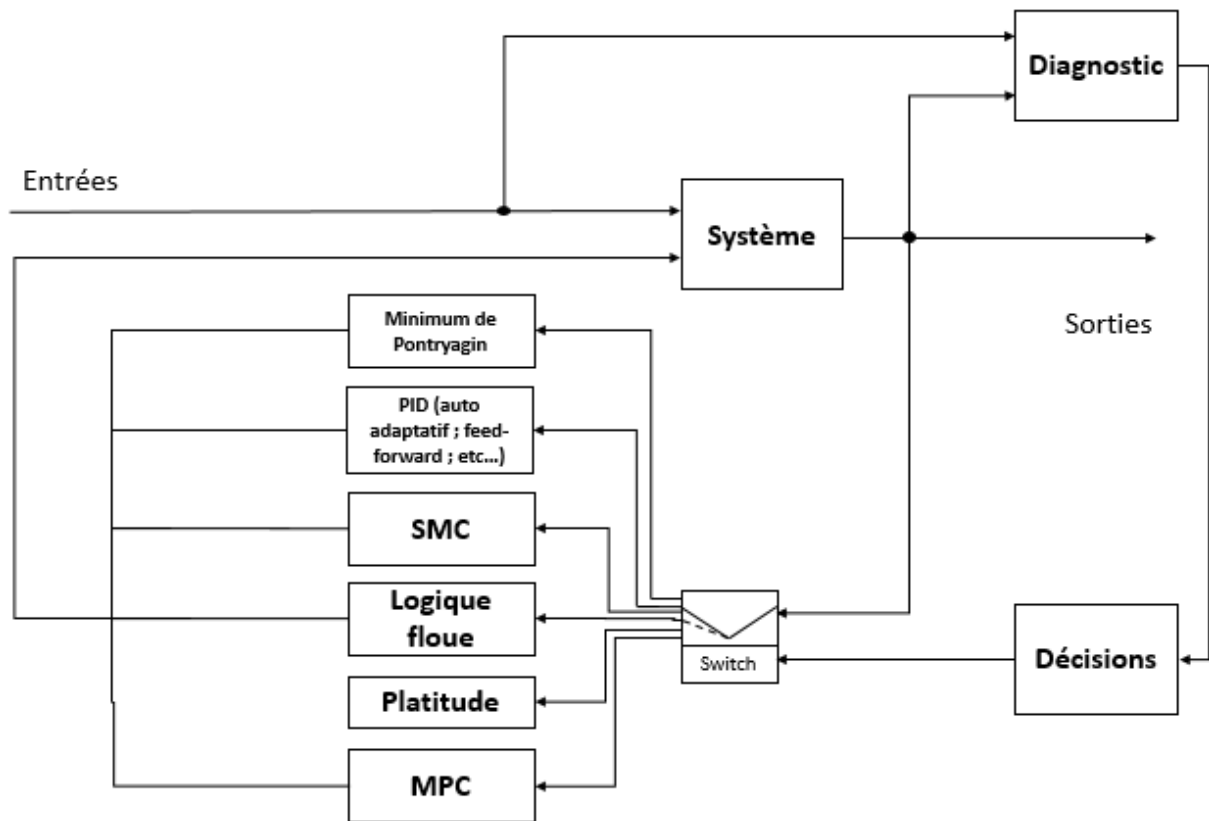 Diagnostic
Entrées
Système
Sorties
Minimum de
Pontryagin
PID (auto
adaptatif ; feed-
forward ; etc...)
SMC
Logique
floue
Switch
Décisions
Platitude
MPC